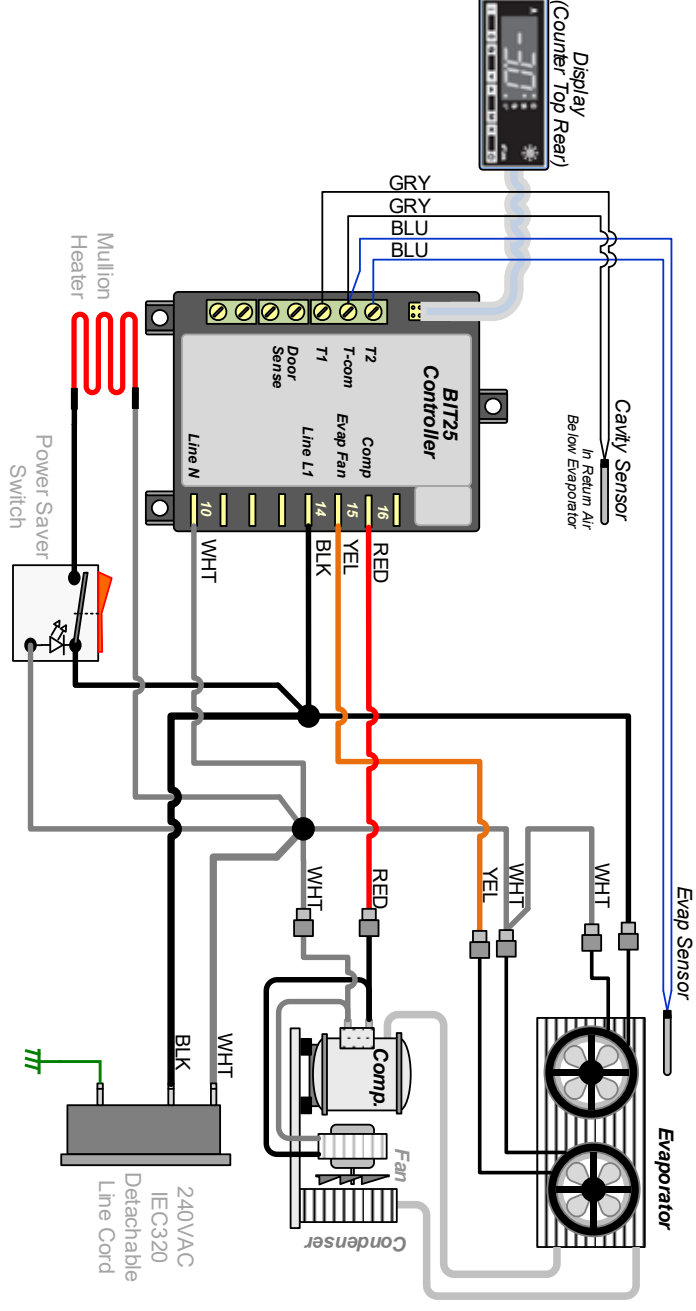 Display
(Counter Top Rear)
GRY
GRY
BLU
BLU
Mullion
Heater
Power Saver
Switch
BIT25
Controller
T2
T-com
T1
Door
Sense
Comp
Evap Fan
Line L1
Line N
16
15
14
10
RED
YEL
BLK
WHT
Cavity Sensor
In Return Air
Below Evaporator
Evap Sensor
WHT
RED
YEL
WHT
WHT
BLK
WHT
Comp.
Fan
Condenser
Evaporator
240VAC
IEC320
Detachable
Line Cord